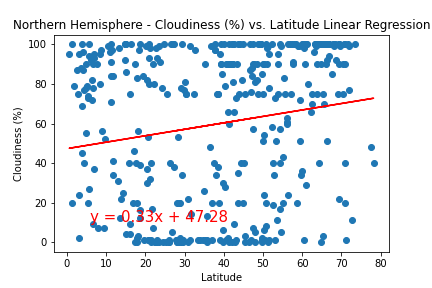 Northern Hemisphere - Cloudiness (%) vs. Latitude Linear Regression
100
80
60
40
20
0
Cloudiness (%)
y = 0.33x + 47.28
0 10 20 30 40 50 60 70 80
Latitude